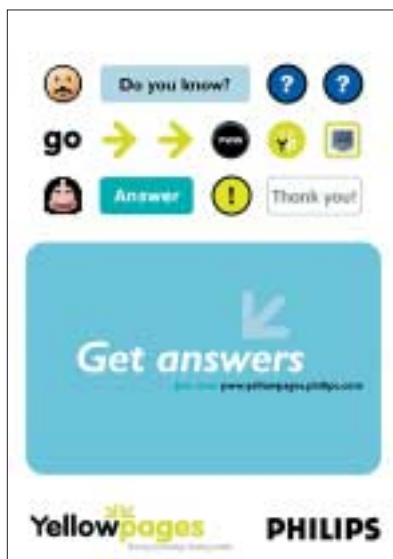 Do you know? ? ?
go
Answer ! Thank you!
Get answers
www.yellowpages.philips.com
Yellowpages PHILIPS